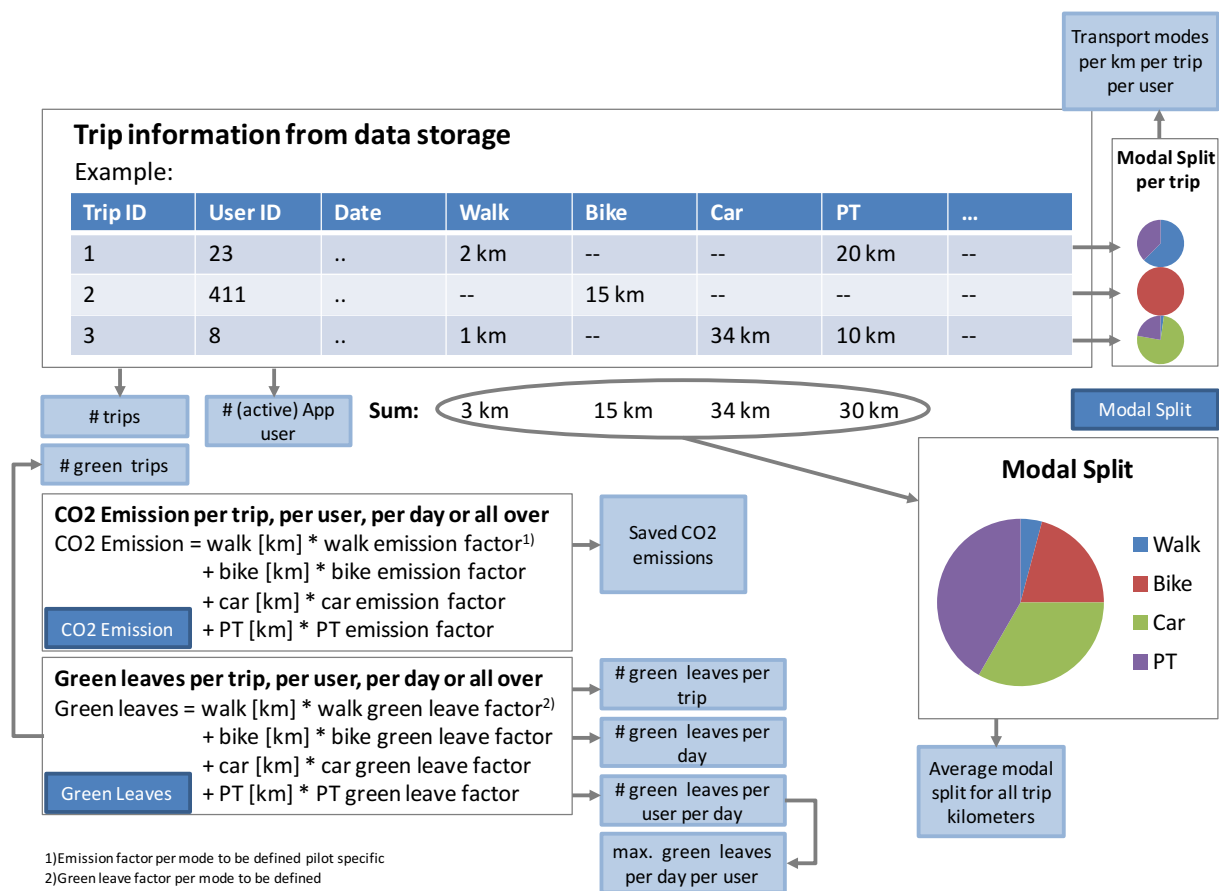 Transport modes
per km per trip
per user
Trip information from data storage
Example:
Modal Split
per trip
Trip ID User ID Date Walk Bike Car PT ...
1 23 .. 2 km -- -- 20 km --
2 411 .. -- 15 km -- -- --
3 8 .. 1 km -- 34 km 10 km --
# trips
# (active) App
user
Sum: 3 km 15 km 34 km 30 km
Modal Split
# green trips
Modal Split
Walk
Bike
Car
PT
CO2 Emission per trip, per user, per day or all over
CO2 Emission = walk [km] * walk emission factor1)
+ bike [km] * bike emission factor
+ car [km] * car emission factor
+ PT [km] * PT emission factor
CO2 Emission
Saved CO2
emissions
Green leaves per trip, per user, per day or all over
Green leaves = walk [km] * walk green leave factor2)
+ bike [km] * bike green leave factor
+ car [km] * car green leave factor
+ PT [km] * PT green leave factor
Green Leaves
# green leaves per
trip
# green leaves per
day
# green leaves per
user per day
max. green leaves
per day per user
Average modal
split for all trip
kilometers
1)Emission factor per mode to be defined pilot specific
2)Green leave factor per mode to be defined